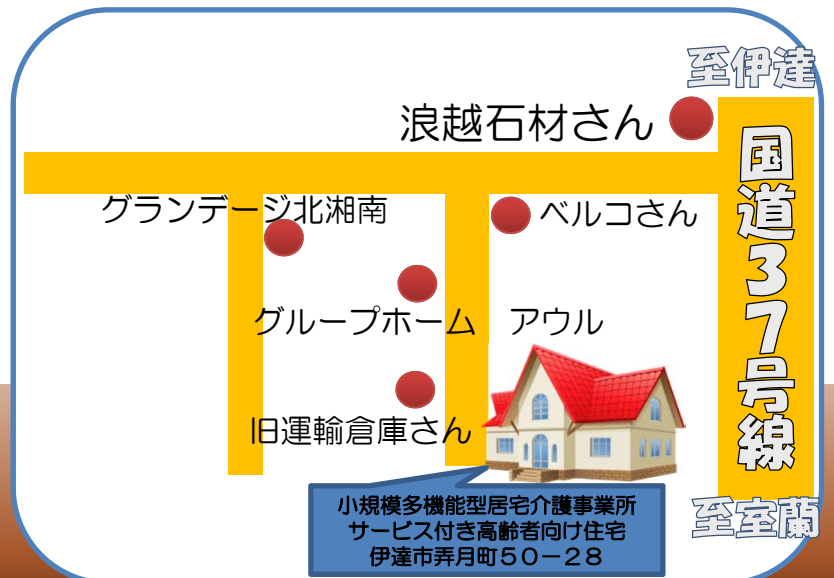 至伊達
浪越石材さん
国道37号線
グランデージ北湘南
ベルコさん
グループホーム　アウル
旧運輸倉庫さん
至室蘭
小規模多機能型居宅介護事業所
サービス付き高齢者向け住宅
伊達市弄月町５０－２８